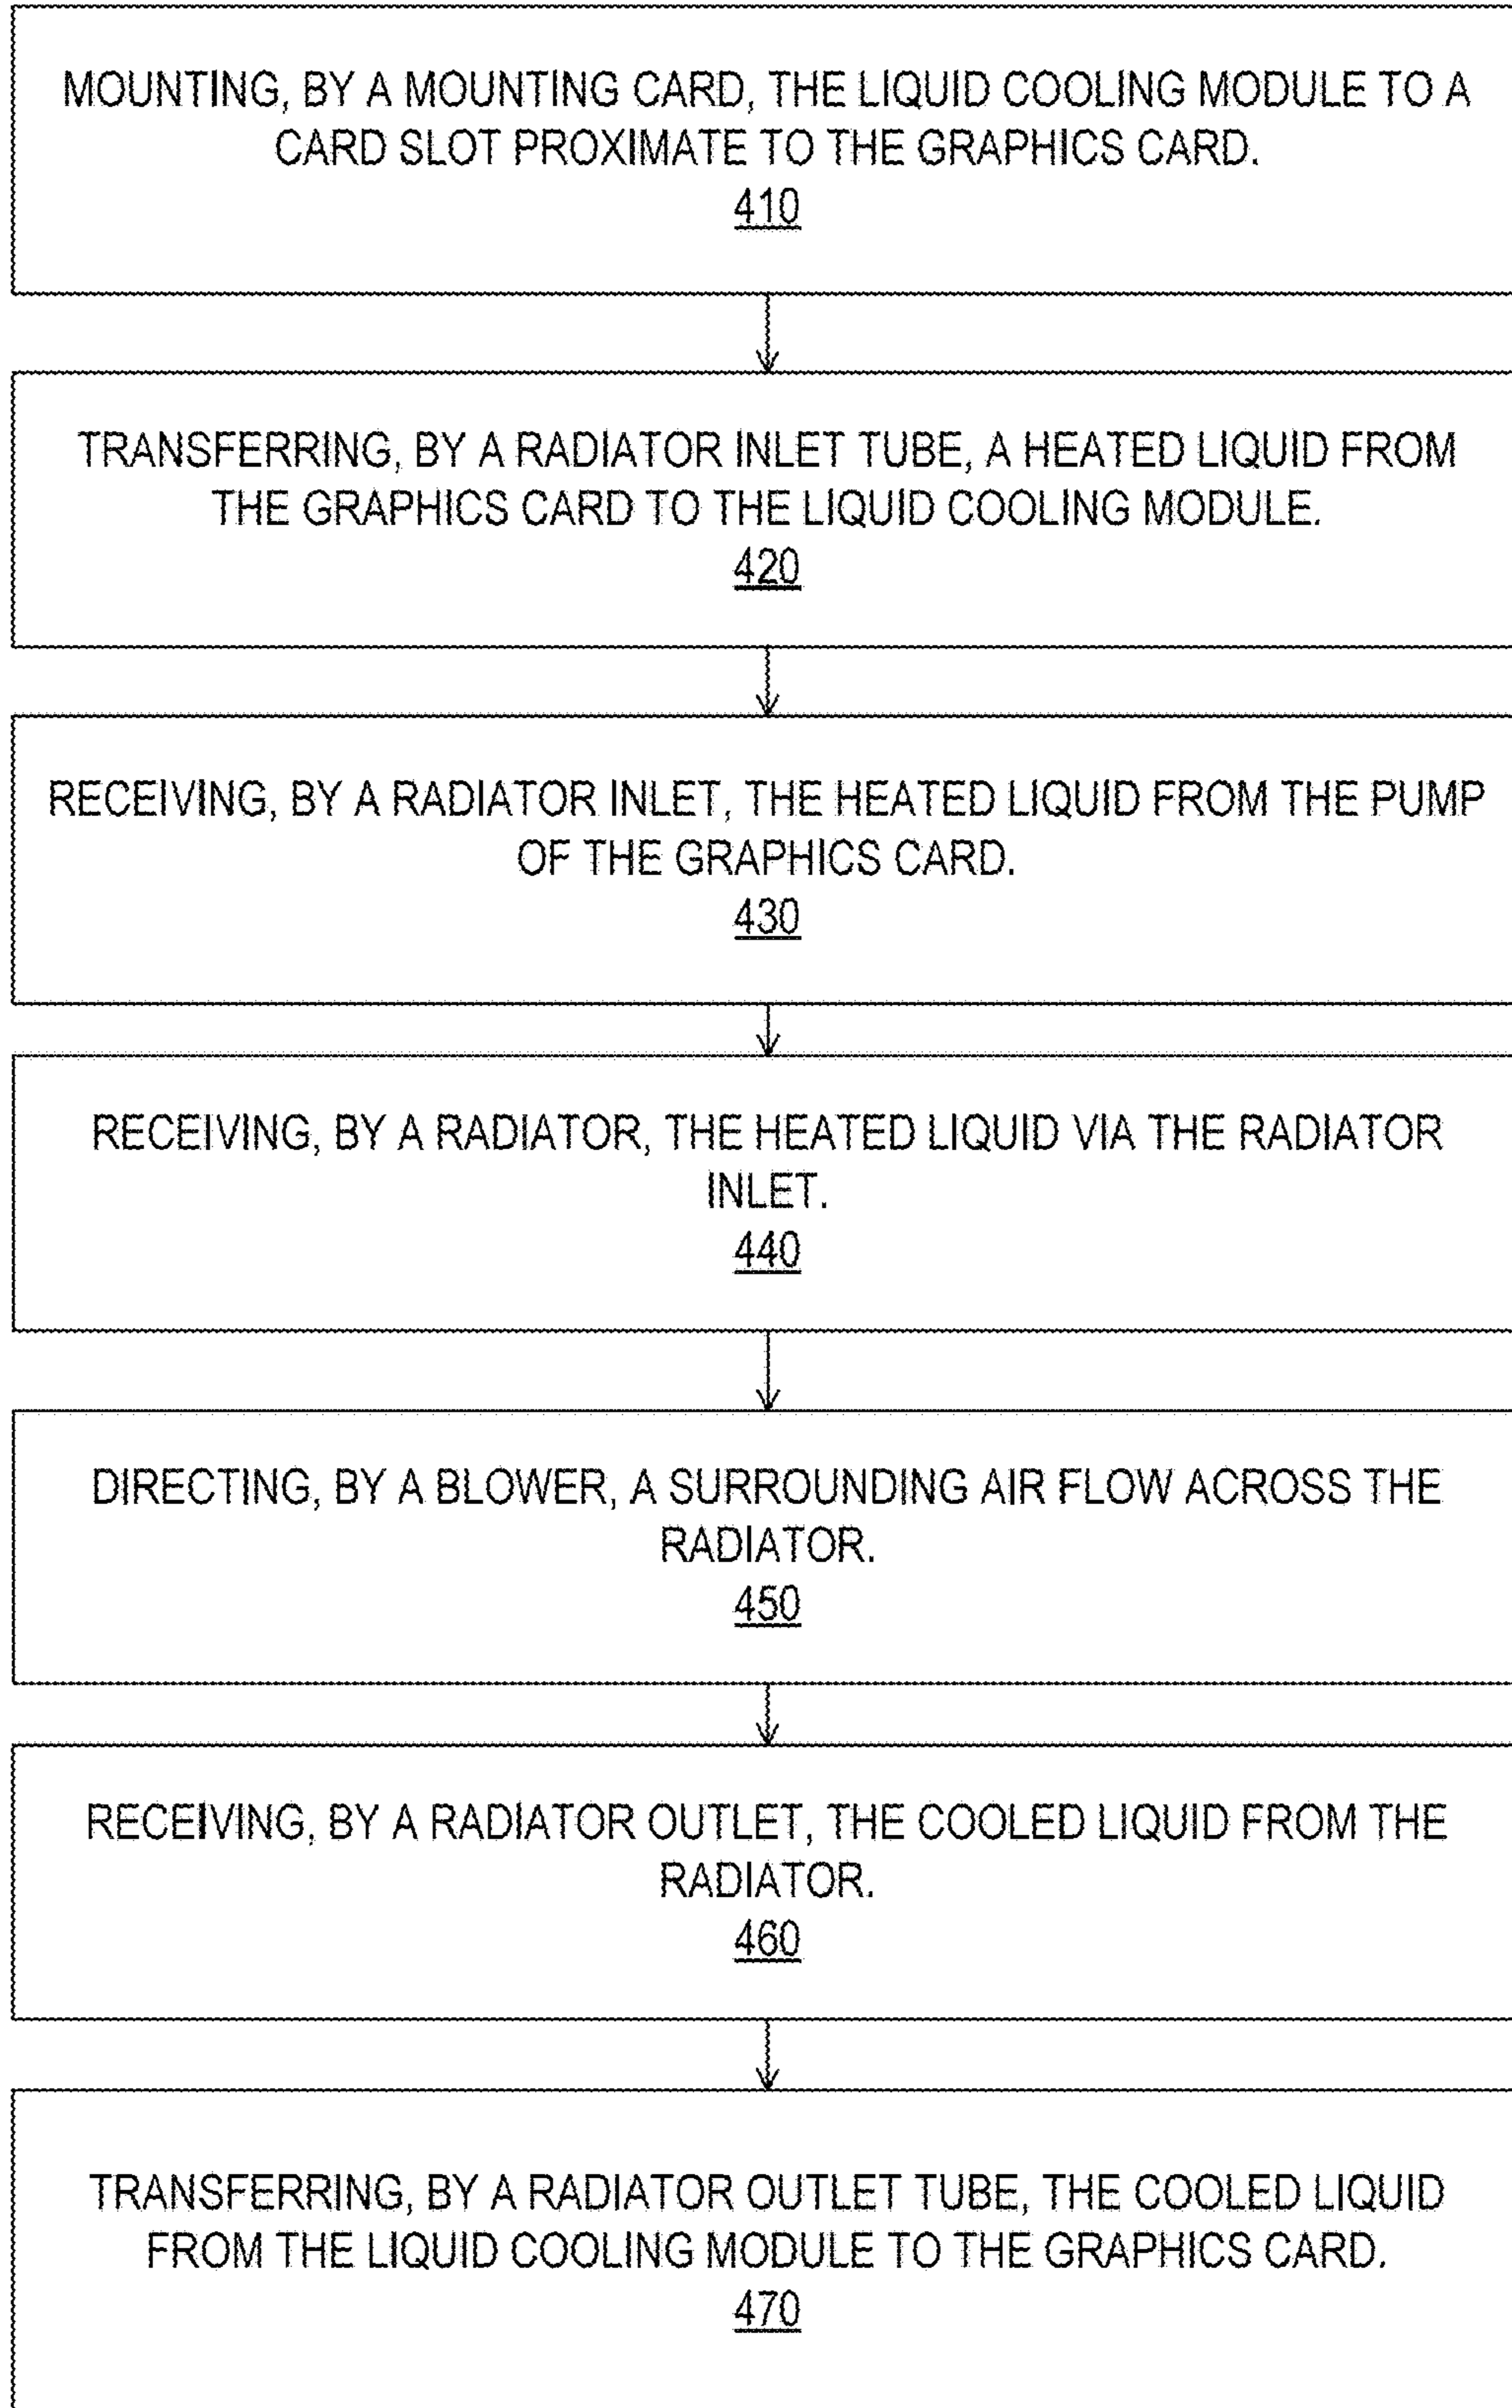 MOUNTING, BY A MOUNTING CARD, THE LIQUID COOLING MODULE TO A
CARD SLOT PROXIMATE TO THE GRAPHICS CARD.
410
TRANSFERRING, BY A RADIATOR INLET TUBE, A HEATED LIQUID FROM
THE GRAPHICS CARD TO THE LIQUID COOLING MODULE.
420
RECEIVING, BY A RADIATOR INLET, THE HEATED LIQUID FROM THE PUMP
OF THE GRAPHICS CARD.
430
RECEIVING, BY A RADIATOR, THE HEATED LIQUID VIA THE RADIATOR
INLET.
440
DIRECTING, BY A BLOWER, A SURROUNDING AIR FLOW ACROSS THE
RADIATOR.
450
RECEIVING, BY A RADIATOR OUTLET, THE COOLED LIQUID FROM THE
RADIATOR.
460
TRANSFERRING, BY A RADIATOR OUTLET TUBE, THE COOLED LIQUID
FROM THE LIQUID COOLING MODULE TO THE GRAPHICS CARD.
470